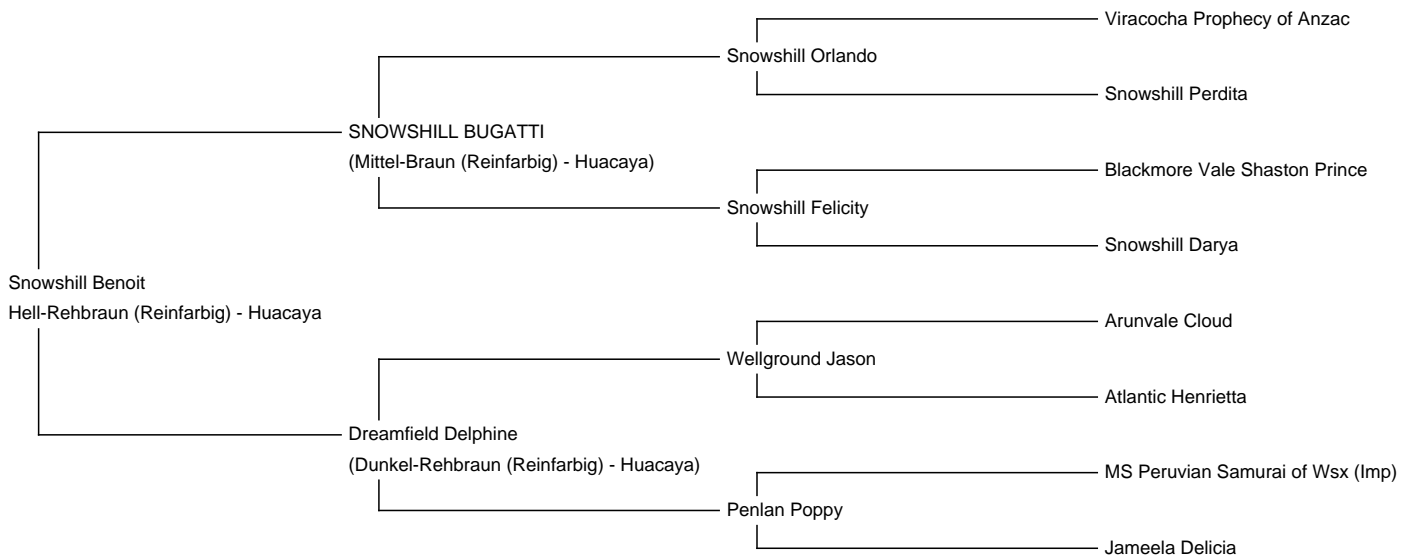 Viracocha Prophecy of Anzac
Snowshill Orlando
Snowshill Perdita
SNOWSHILL BUGATTI
(Mittel-Braun (Reinfarbig) - Huacaya)
Blackmore Vale Shaston Prince
Snowshill Felicity
Snowshill Darya
Snowshill Benoit
Hell-Rehbraun (Reinfarbig) - Huacaya
Arunvale Cloud
Wellground Jason
Atlantic Henrietta
Dreamfield Delphine
(Dunkel-Rehbraun (Reinfarbig) - Huacaya)
MS Peruvian Samurai of Wsx (Imp)
Penlan Poppy
Jameela Delicia